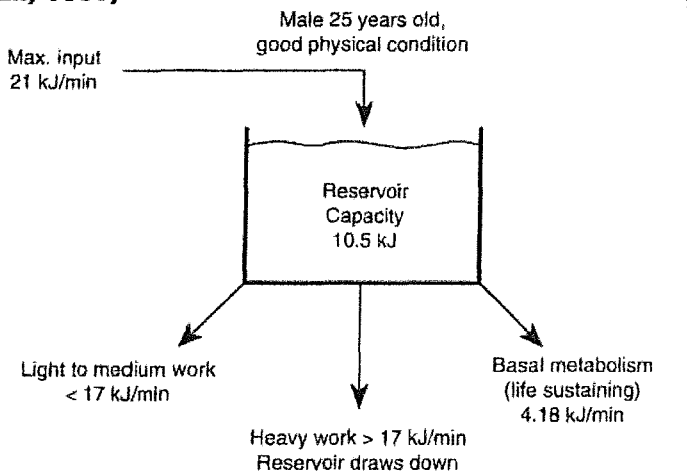 Male 25 years old,
good physical condition
Max. input
21 kJ/min
Reservoir
Capacity
10.5 kJ
Light to medium work
< 17 kJ/min
Basal metabolism
(life sustaining)
4.18 kJ/min
Heavy work > 17 kJ/min
Reservoir draws down